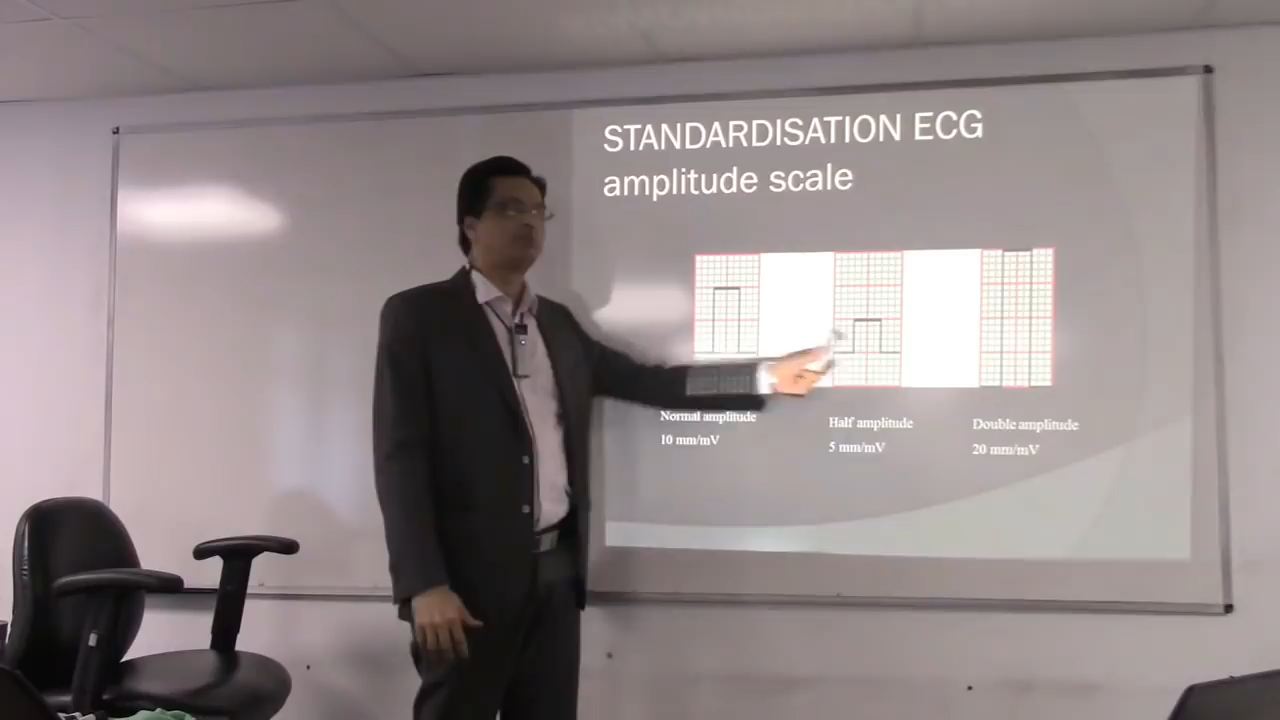 STANDARDISATION ECG
amplitude scale
Normal amplitude
10 mm/mV
Half amplitude
5 mm/mV
Double amplitude
20 mm/mV